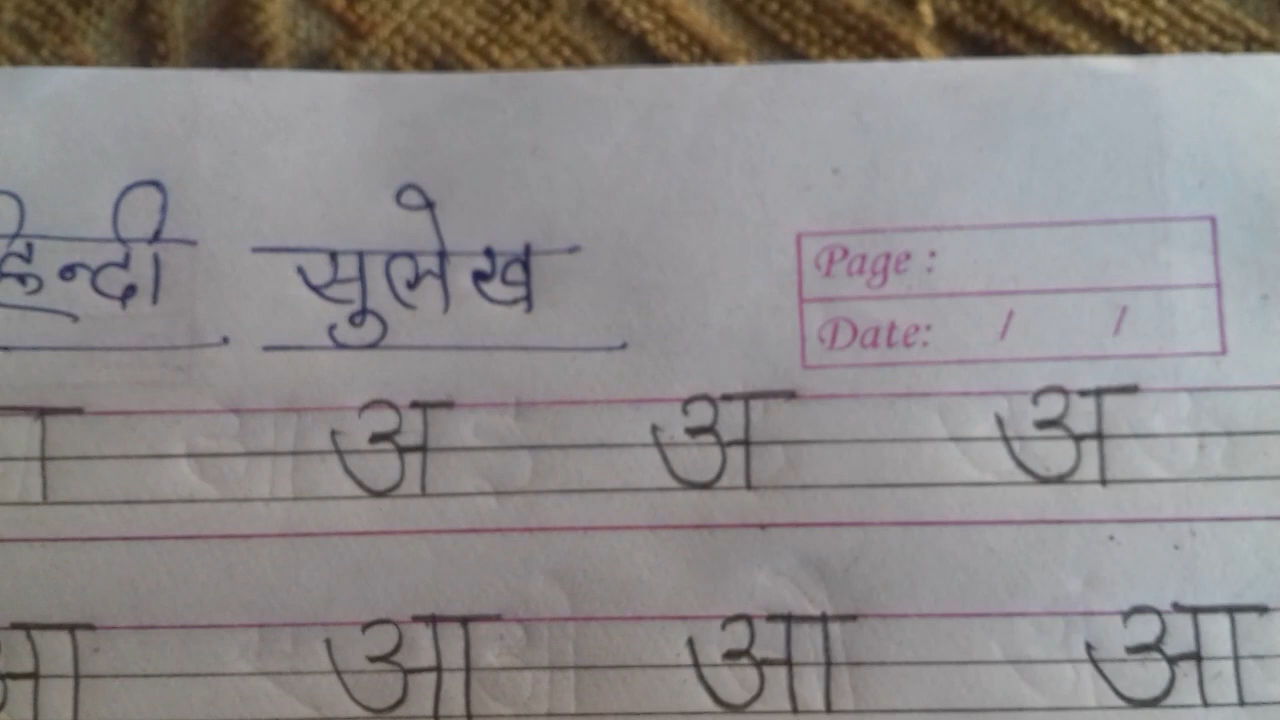 हिन्दी सुलेख
Page :
Date: / /
अ अ अ
आ आ आ